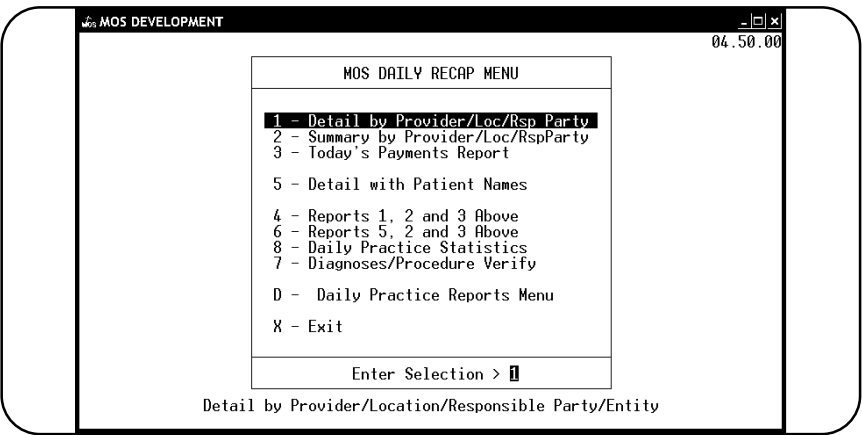 MOS MOS DEVELOPMENT
04.50.00
MOS DAILY RECAP MENU
1 - Detail by Provider/Loc/Rsp Party
2 - Summary by Provider/Loc/RspParty
3 - Today's Payments Report
5 - Detail with Patient Names
4 - Reports 1, 2 and 3 Above
6 - Reports 5, 2 and 3 Above
8 - Daily Practice Statistics
7 - Diagnoses/Procedure Verify
D -  Daily Practice Reports Menu
X - Exit
Enter Selection > 1
Detail by Provider/Location/Responsible Party/Entity